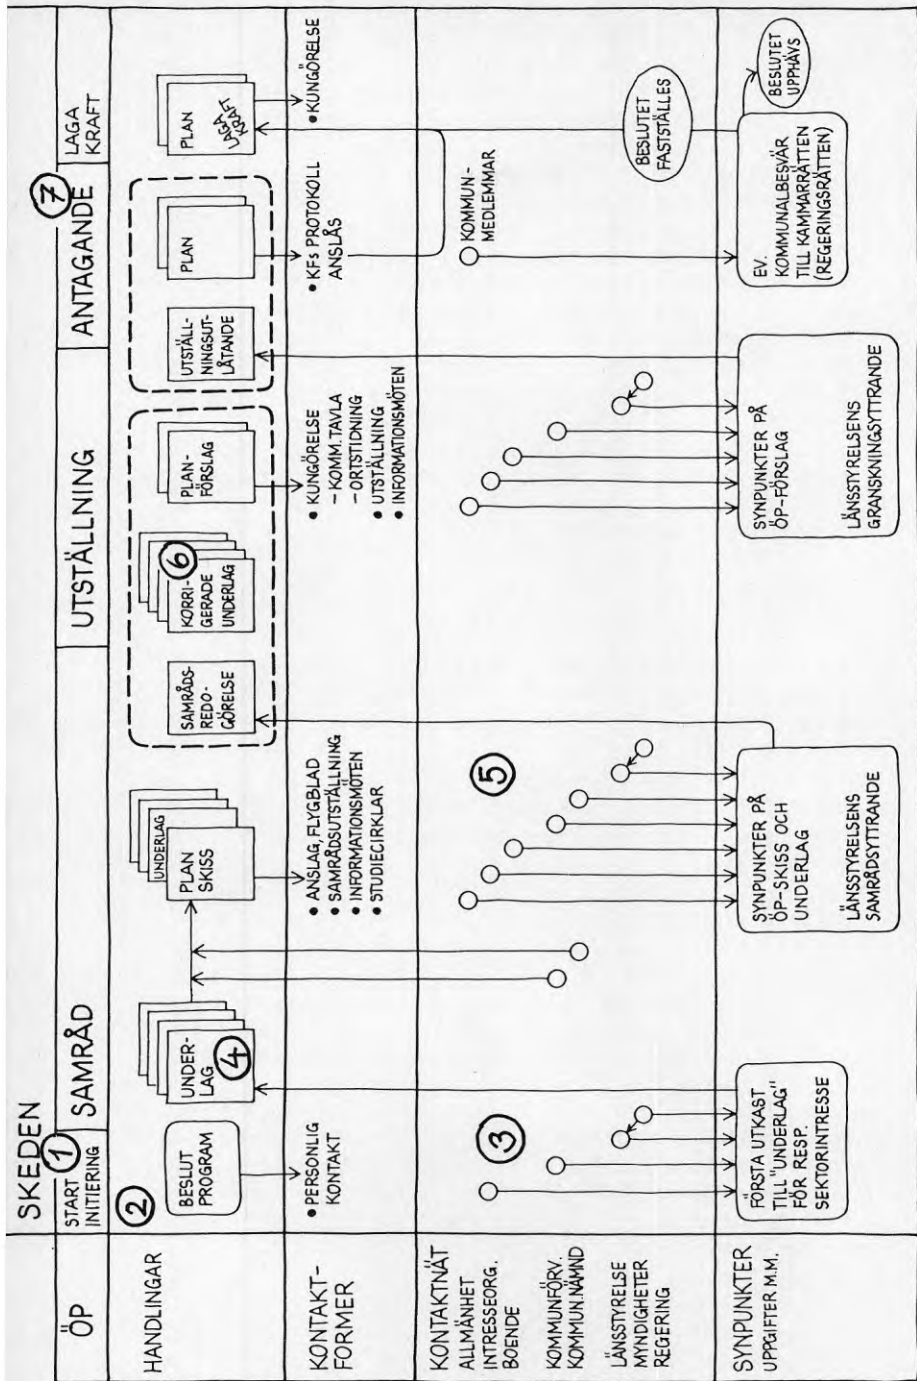 SKEDEN
ÖP
START
INITIERING
1
SAMRÅD
UTSTÄLLNING
ANTAGANDE
7
LAGA
KRAFT
HANDLINGAR
2
BESLUT
PROGRAM
UNDER-
LAG
4
UNDERLAG
PLAN
SKISS
SAMRÅDS-
REDO-
GÖRELSE
KORRI-
GERADE
UNDERLAG
6
PLAN-
FÖRSLAG
UTSTÄLL-
NINGSUT-
LÅTANDE
PLAN
PLAN
LAGA
KRAFT
KONTAKT-
FORMER
• PERSONLIG
KONTAKT
• ANSLAG, FLYGBLAD
• SAMRÅDSUTSTÄLLNING
• INFORMATIONSMÖTEN
• STUDIECIRKLAR
• KUNGÖRELSE
- KOMM. TAVLA
- ORTSTIDNING
• UTSTÄLLNING
• INFORMATIONSMÖTEN
• KFs PROTOKOLL
ANSLÅS
• KUNGÖRELSE
KONTAKTNÄT
ALLMÄNHET
INTRESSEORG.
BOENDE
KOMMUNFÖRV.
KOMMUN.NÄMND
LÄNSSTYRELSE
MYNDIGHETER
REGERING
3
5
KOMMUN-
MEDLEMMAR
BESLUTET
FASTSTÄLLES
SYNPUNKTER
UPPGIFTER M.M.
"FÖRSTA UTKAST
TILL "UNDERLAG"
FÖR RESP.
SEKTORINTRESSE
SYNPUNKTER PÅ
ÖP-SKISS OCH
UNDERLAG
LÄNSSTYRELSENS
SAMRÅDSYTTRANDE
SYNPUNKTER PÅ
ÖP-FÖRSLAG
LÄNSSTYRELSENS
GRANSKNINGSYTTRANDE
EV.
KOMMUNALBESVÄR
TILL KAMMARRÄTTEN
(REGERINGSRÄTTEN)
BESLUTET
UPPHÄVS